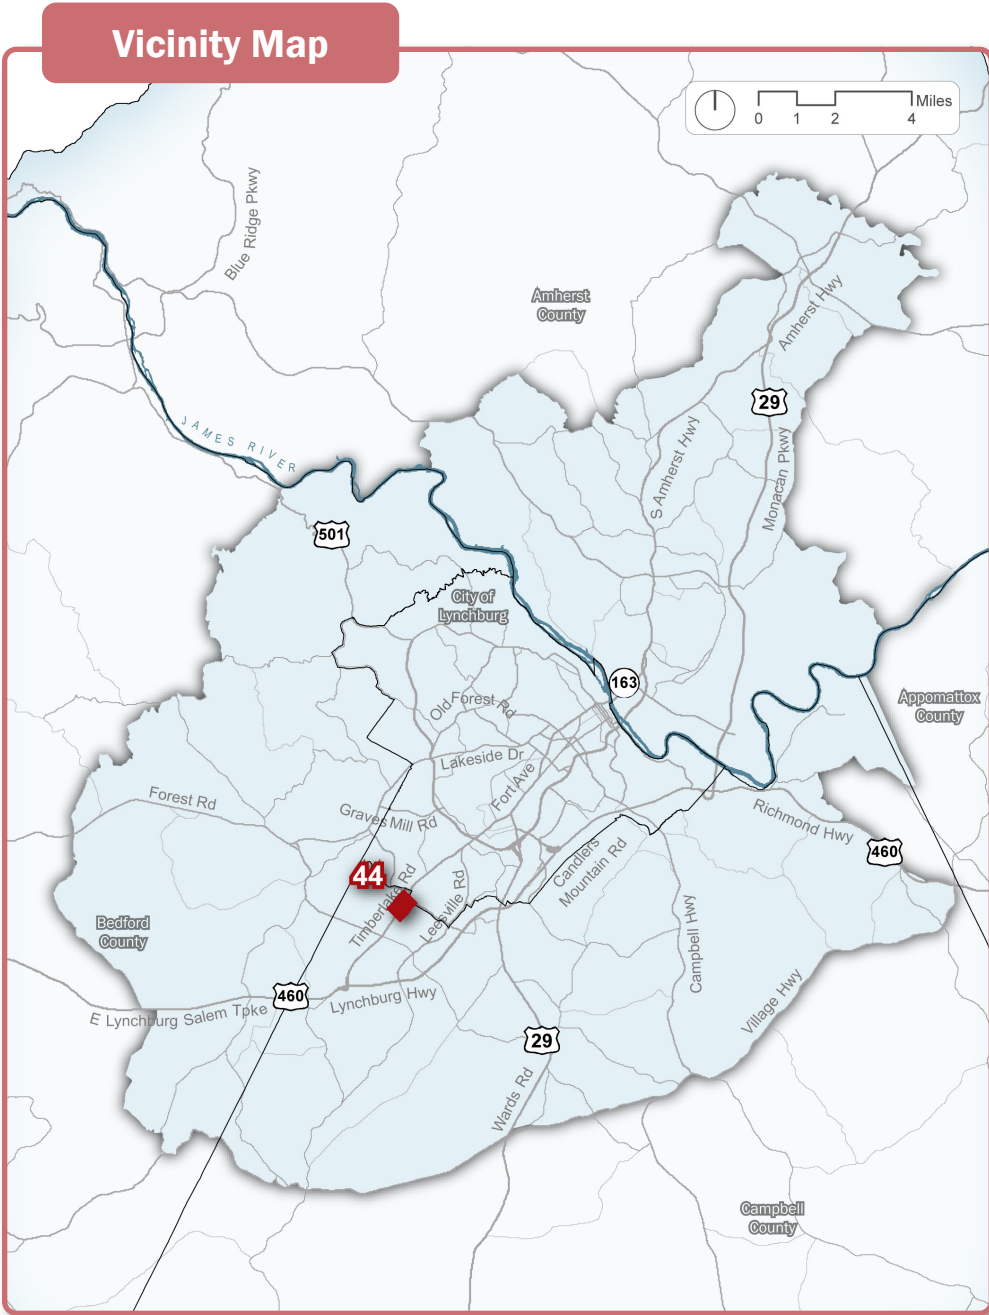 Vicinity Map
Miles
0 1 2 4
Blue Ridge Pkwy
Amherst
County
Amherst Hwy
29
JAMES RIVER
S Amherst Hwy
Monacan Pkwy
501
City of
Lynchburg
163
Appomattox
County
Old Forest Rd
Lakeside Dr
Fort Ave
Forest Rd
Graves Mill Rd
Richmond Hwy
460
Candlers
Mountain Rd
44
Timberlake Rd
Leesville Rd
Bedford
County
Campbell Hwy
Village Hwy
460
Lynchburg Hwy
E Lynchburg Salem Tpke
29
Wards Rd
Campbell
County